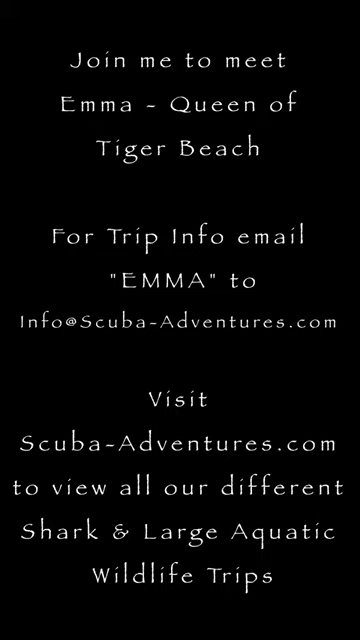 Join me to meet
Emma - Queen of
Tiger Beach
For Trip Info email
"EMMA" to
Info@Scuba-Adventures.com
Visit
Scuba-Adventures.com
to view all our different
Shark & Large Aquatic
Wildlife Trips